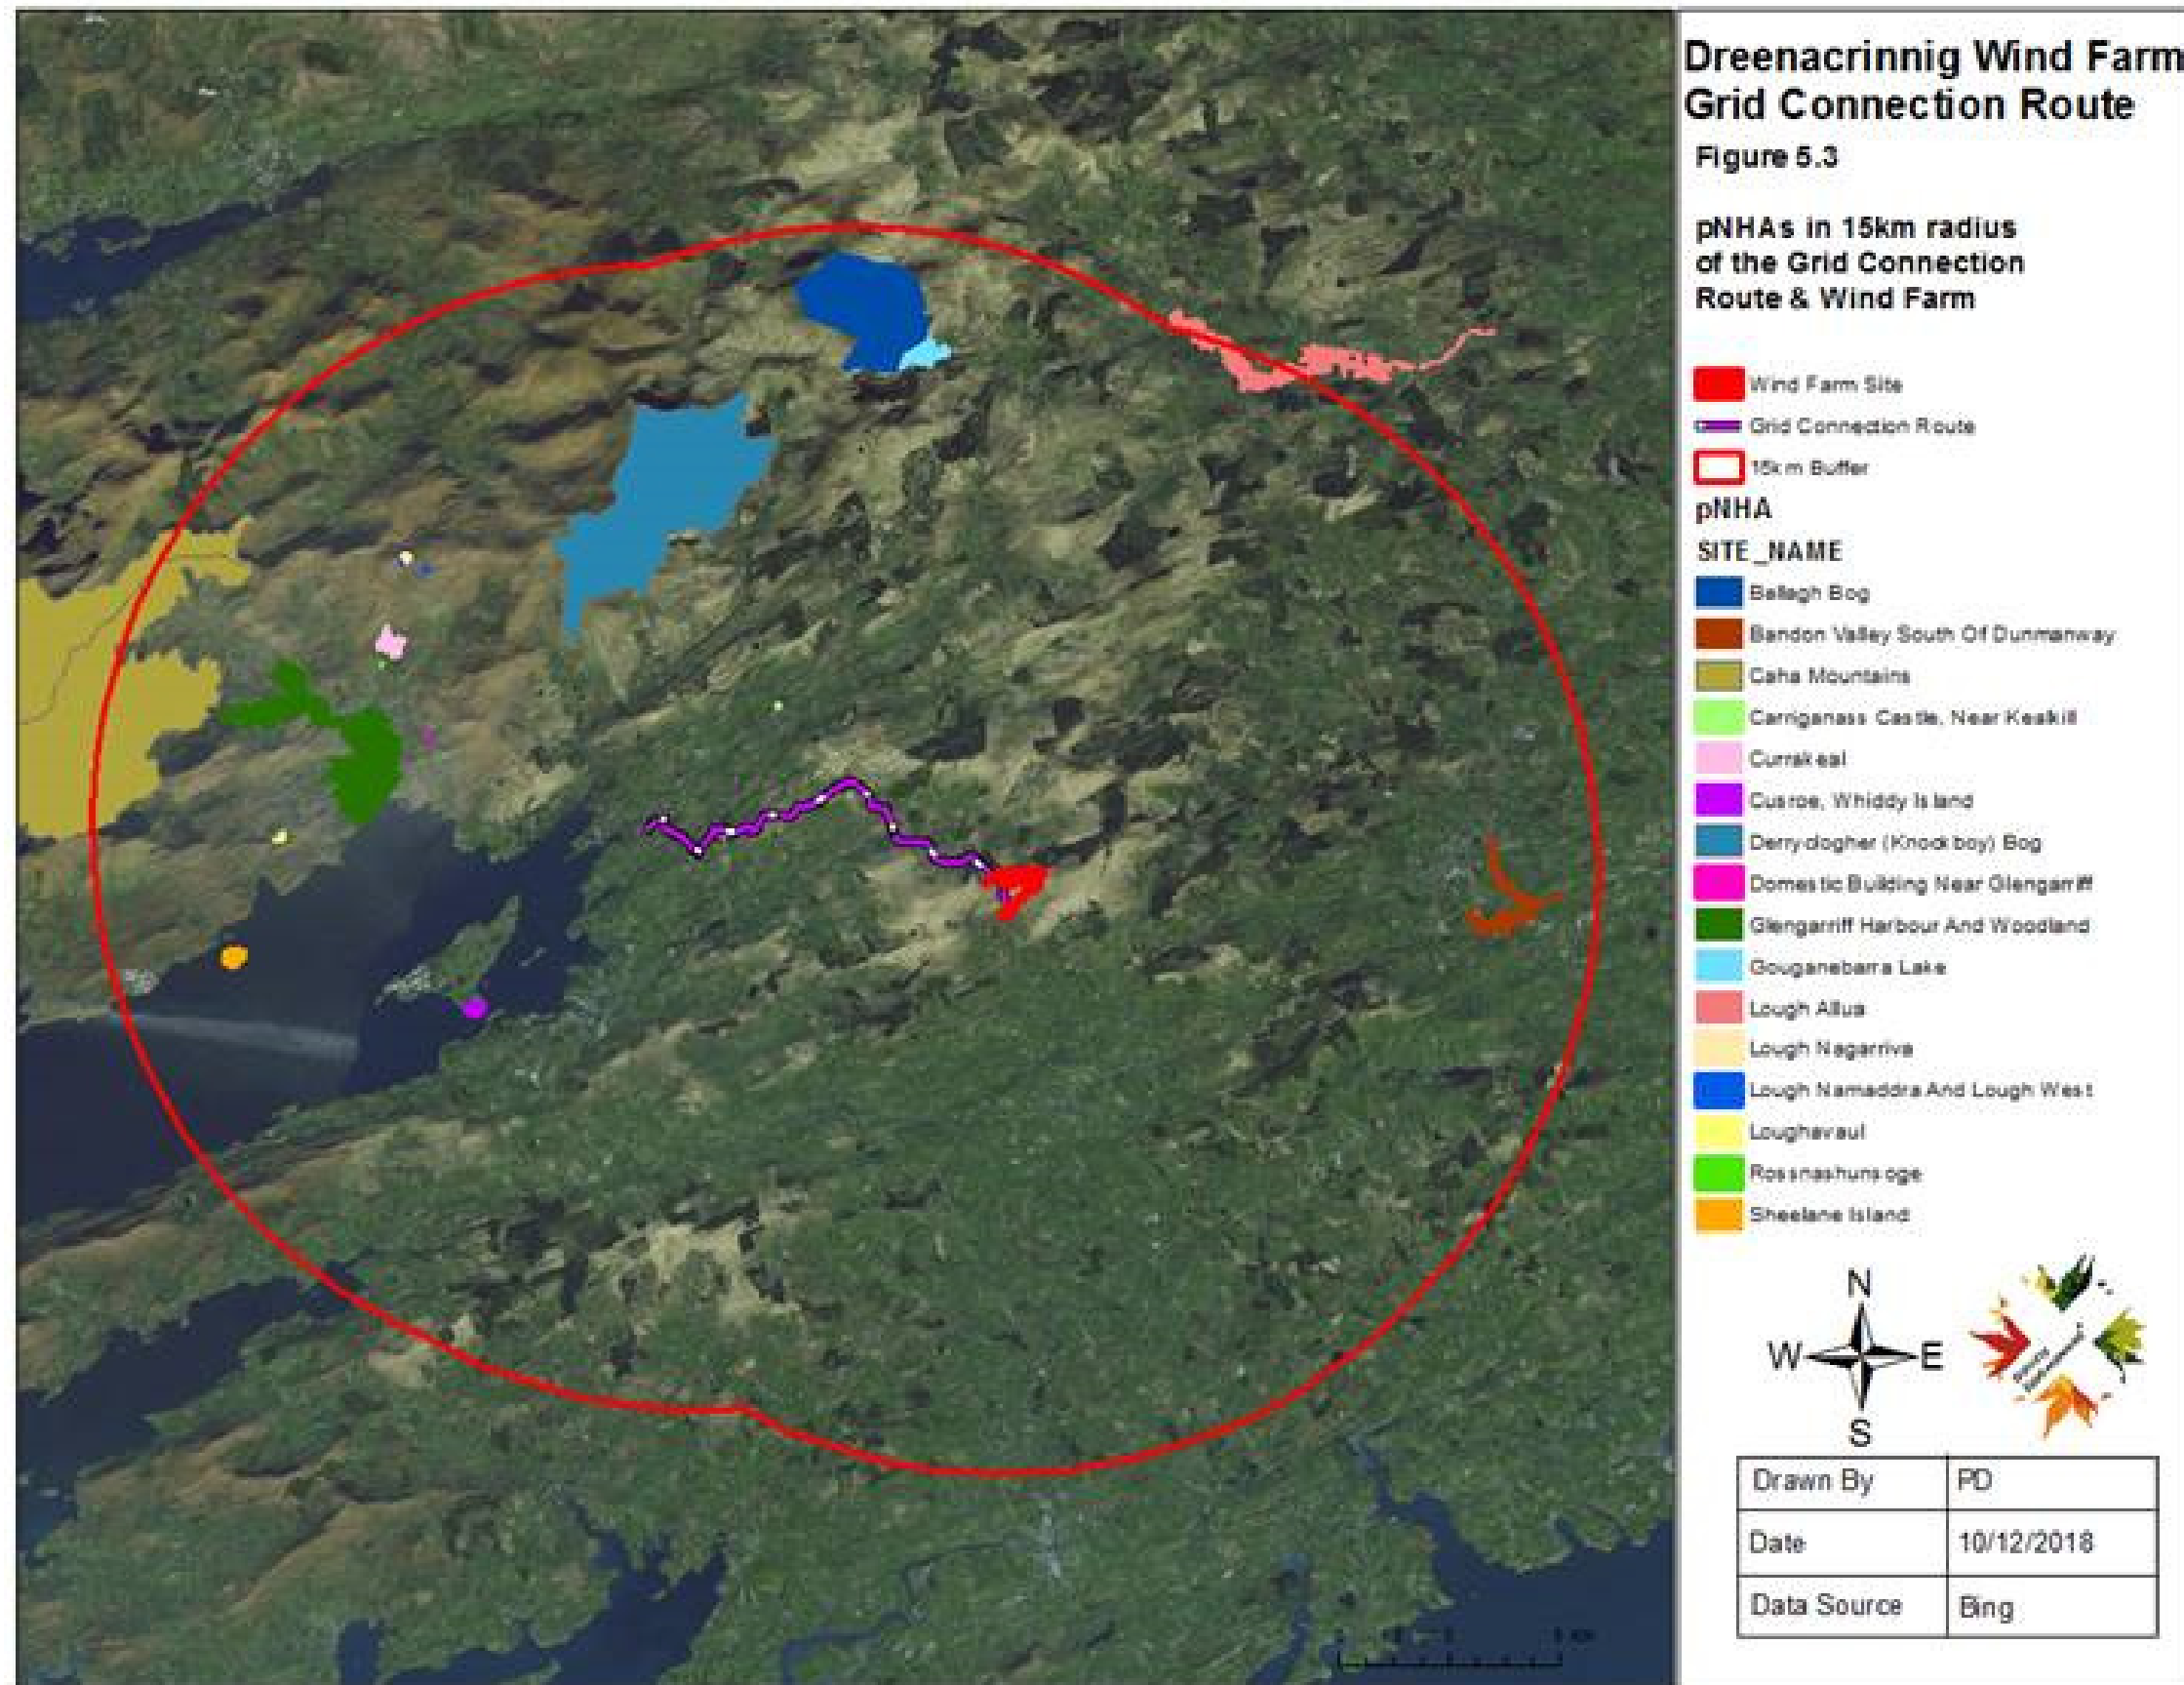 Dreenacrinnig Wind Farm
Grid Connection Route
Figure 5.3
pNHAs in 15km radius
of the Grid Connection
Route & Wind Farm
Wind Farm Site
Grid Connection Route
15km Buffer
pNHA
SITE_NAME
Ballagh Bog
Bandon Valley South Of Dunmanway
Caha Mountains
Carriganass Castle, Near Kealkill
Currakeal
Cusroe, Whiddy Island
Derryclogher (Knockboy) Bog
Domestic Building Near Glengarriff
Glengarriff Harbour And Woodland
Gouganebarra Lake
Lough Allua
Lough Nagarriva
Lough Namaddra And Lough West
Loughavaul
Rossnashunsoge
Sheelane Island
N
W E
S
Drawn By PD
Date 10/12/2018
Data Source Bing